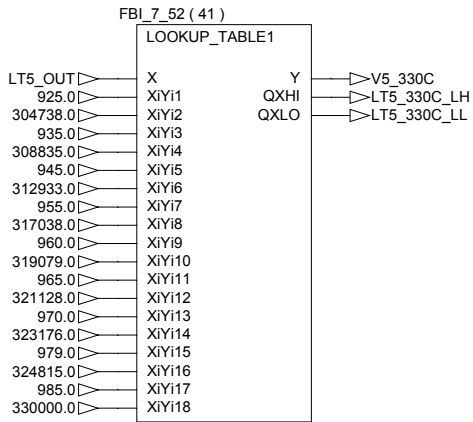 FBI_7_52 ( 41 )
LOOKUP_TABLE1
LT5_OUT X Y V5_330C
925.0 XiYi1 QXHI LT5_330C_LH
304738.0 XiYi2 QXLO LT5_330C_LL
935.0 XiYi3
308835.0 XiYi4
945.0 XiYi5
312933.0 XiYi6
955.0 XiYi7
317038.0 XiYi8
960.0 XiYi9
319079.0 XiYi10
965.0 XiYi11
321128.0 XiYi12
970.0 XiYi13
323176.0 XiYi14
979.0 XiYi15
324815.0 XiYi16
985.0 XiYi17
330000.0 XiYi18